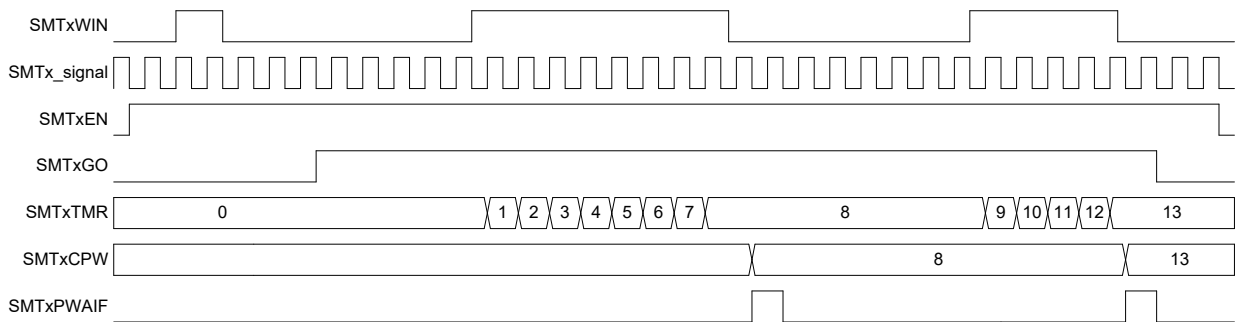 SMTxWIN
SMTx_signal
SMTxEN
SMTxGO
SMTxTMR 0 1 2 3 4 5 6 7 8 9 10 11 12 13
SMTxCPW 8 13
SMTxPWAIF